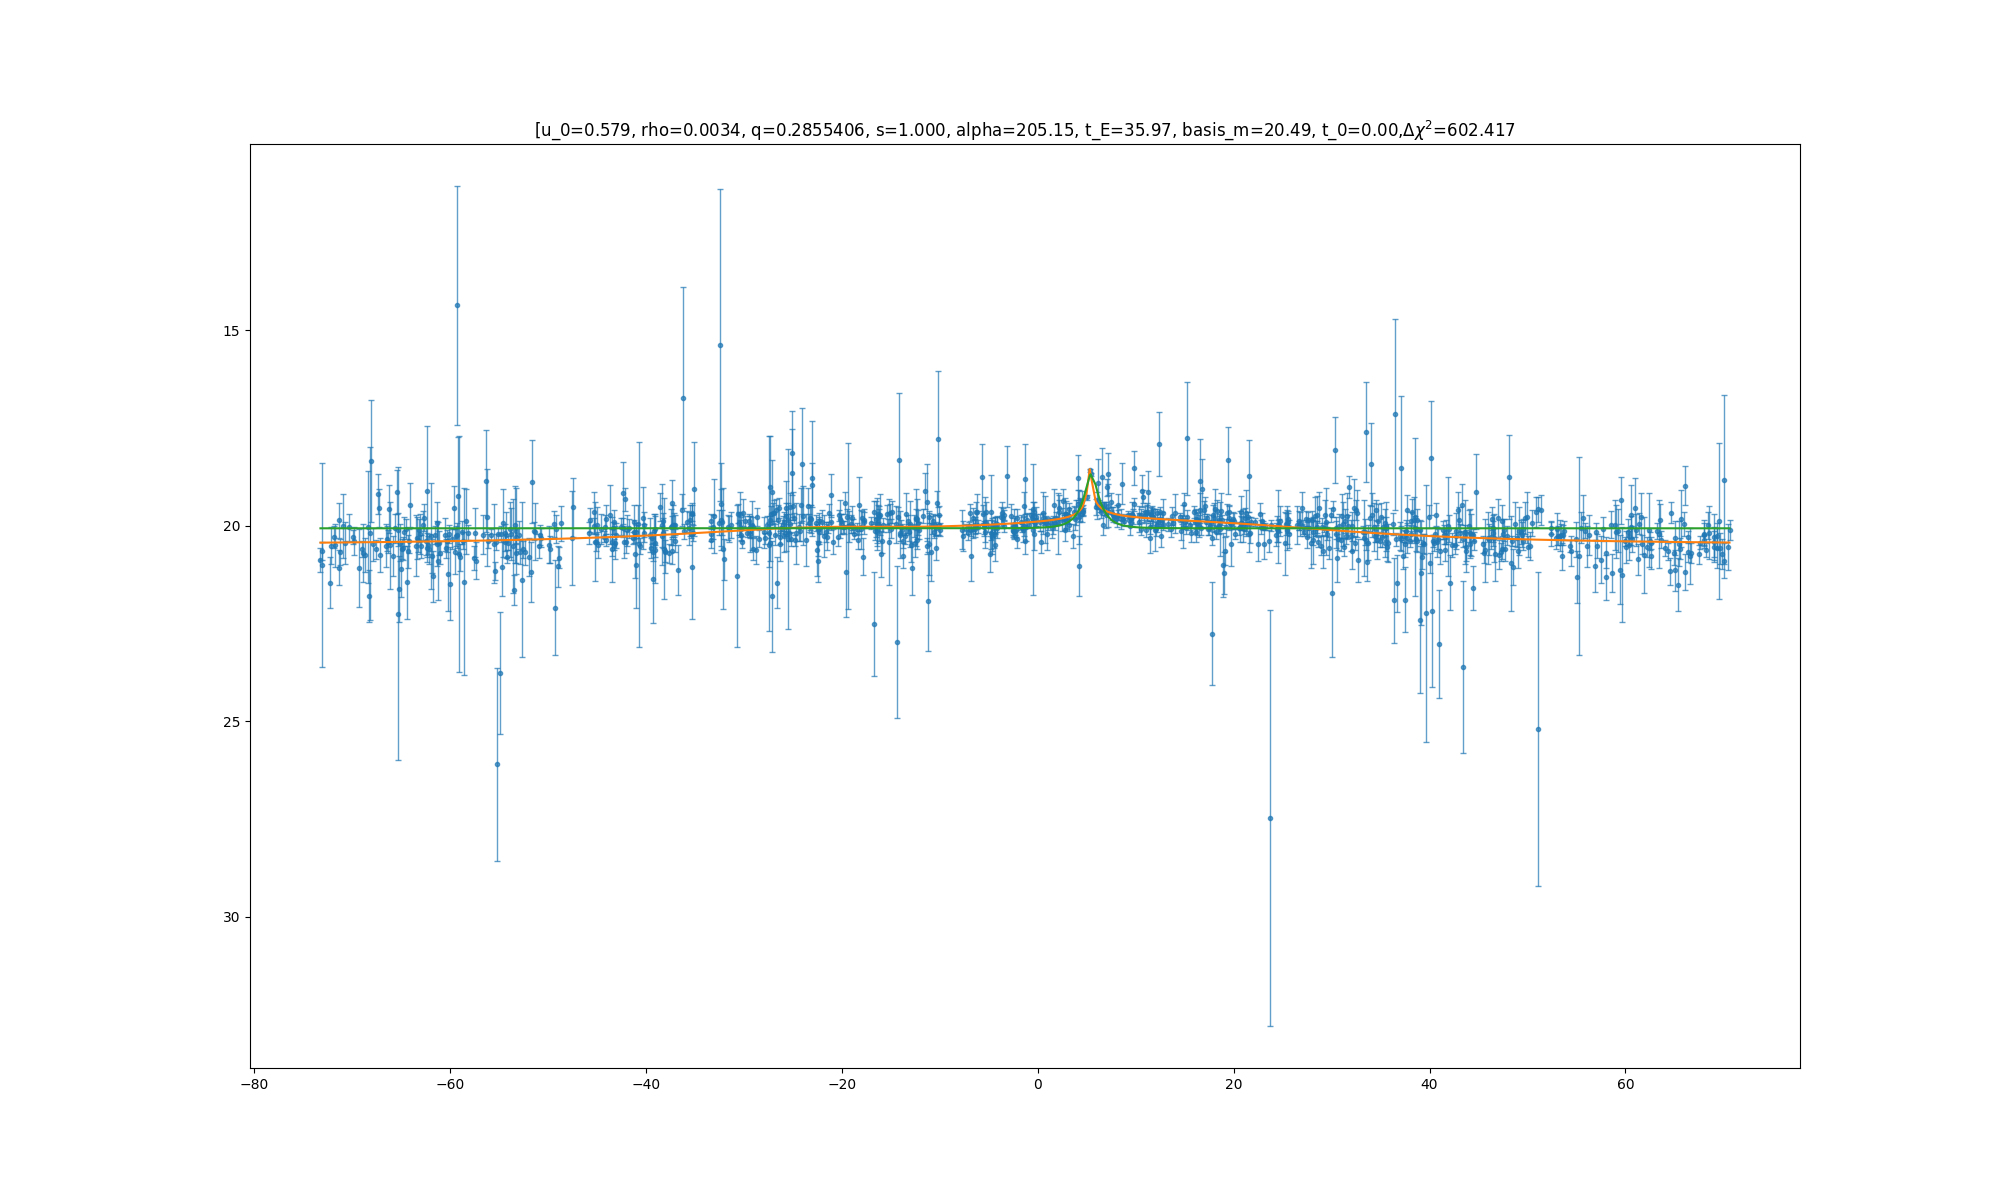 [u_0=0.579, rho=0.0034, q=0.2855406, s=1.000, alpha=205.15, t_E=35.97, basis_m=20.49, t_0=0.00,Δχ²=602.417
15
20
25
30
−80 −60 −40 −20 0 20 40 60